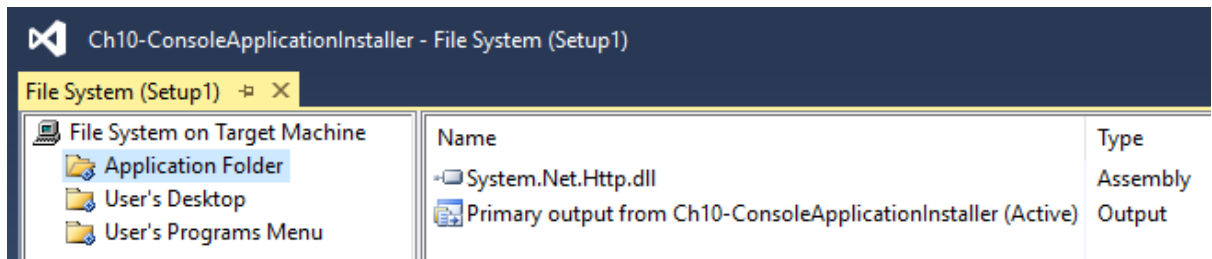 Ch10-ConsoleApplicationInstaller - File System (Setup1)
File System (Setup1)
File System on Target Machine
Application Folder
User's Desktop
User's Programs Menu
Name Type
System.Net.Http.dll Assembly
Primary output from Ch10-ConsoleApplicationInstaller (Active) Output